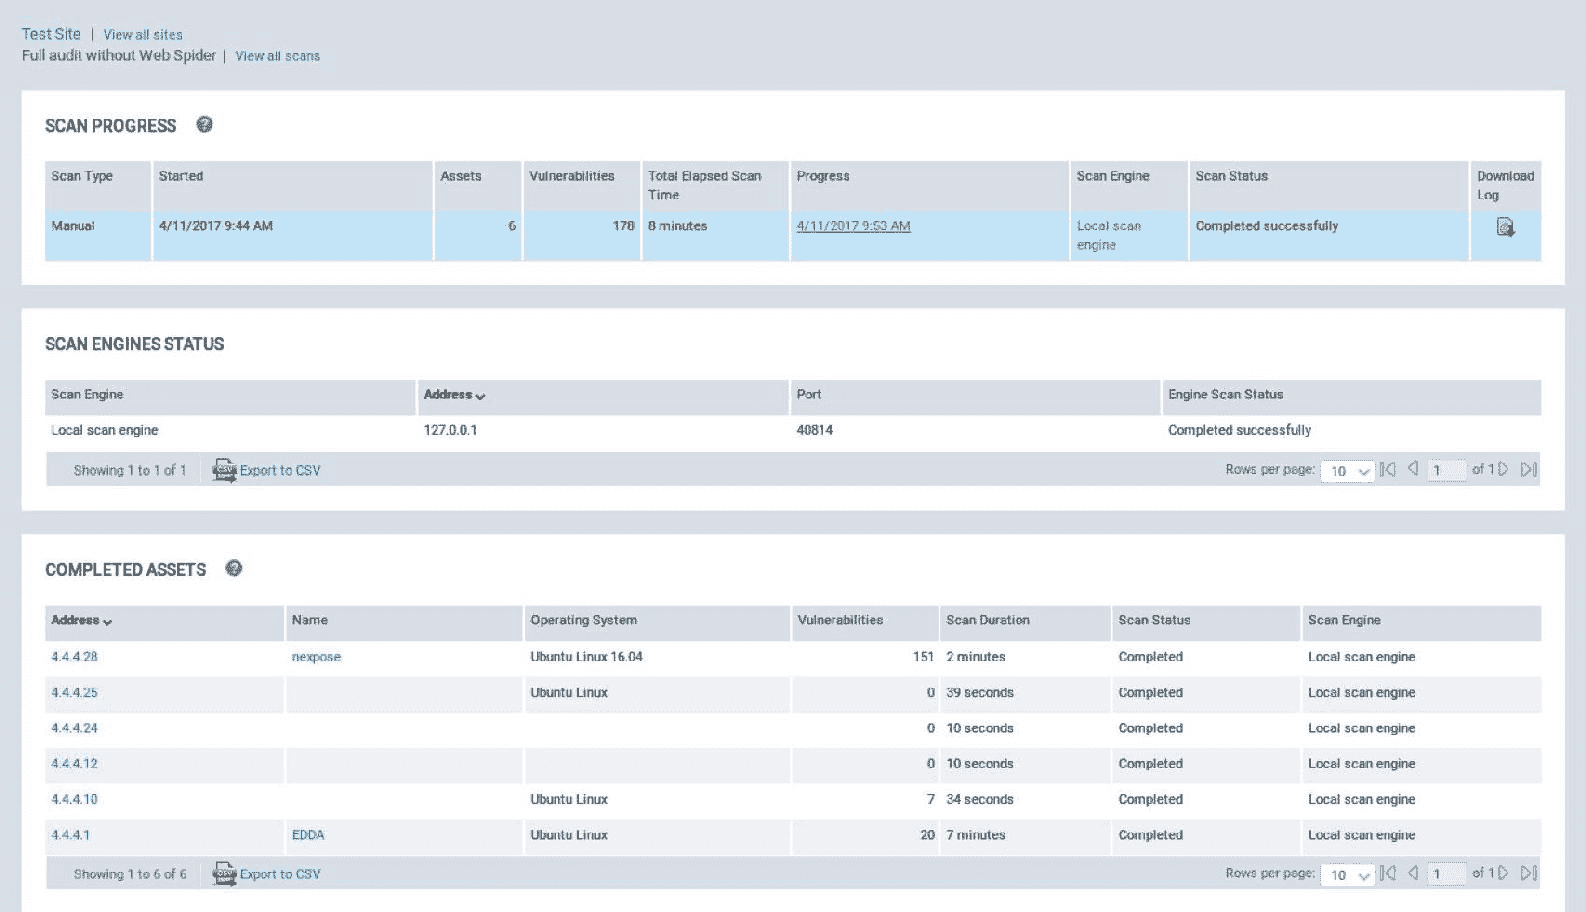 Test Site | View all sites
Full audit without Web Spider | View all scans
SCAN PROGRESS
Scan Type Started Assets Vulnerabilities Total Elapsed Scan Time Progress Scan Engine Scan Status Download Log
Manual 4/11/2017 9:44 AM 6 178 8 minutes 4/11/2017 9:53 AM Local scan engine Completed successfully
SCAN ENGINES STATUS
Scan Engine Address Port Engine Scan Status
Local scan engine 127.0.0.1 40814 Completed successfully
Showing 1 to 1 of 1 Export to CSV Rows per page: 10 1 of 1
COMPLETED ASSETS
Address Name Operating System Vulnerabilities Scan Duration Scan Status Scan Engine
4.4.4.28 nexpose Ubuntu Linux 16.04 151 2 minutes Completed Local scan engine
4.4.4.25 Ubuntu Linux 0 39 seconds Completed Local scan engine
4.4.4.24 0 10 seconds Completed Local scan engine
4.4.4.12 0 10 seconds Completed Local scan engine
4.4.4.10 Ubuntu Linux 7 34 seconds Completed Local scan engine
4.4.4.1 EDDA Ubuntu Linux 20 7 minutes Completed Local scan engine
Showing 1 to 6 of 6 Export to CSV Rows per page: 10 1 of 1